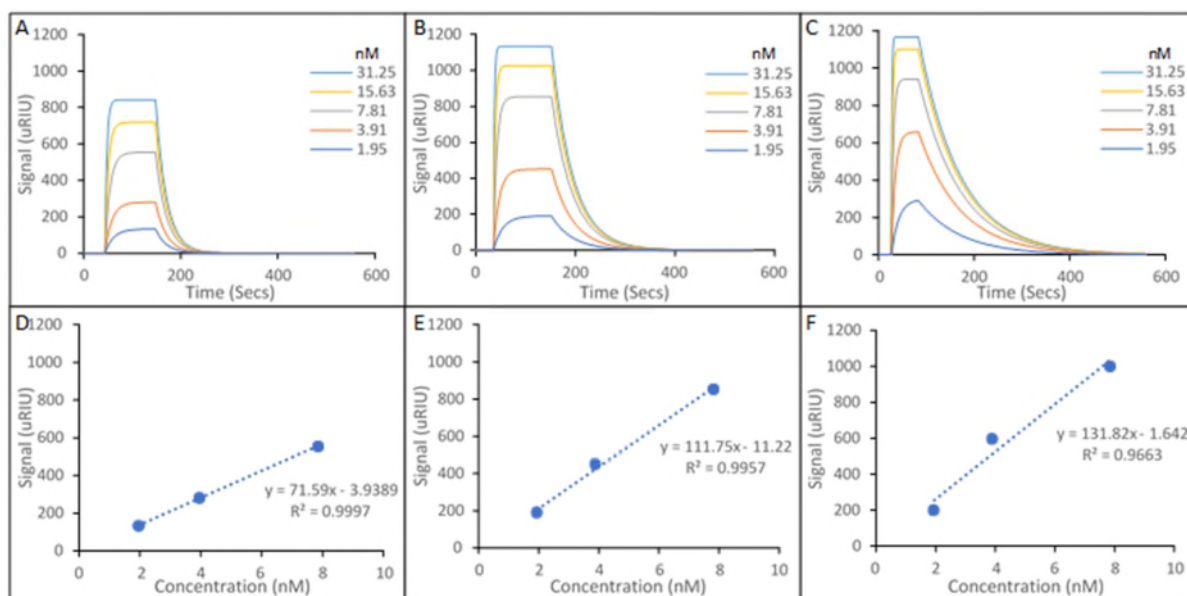 A
1200
1000
800
600
400
200
0
Signal (uRIU)
nM
31.25
15.63
7.81
3.91
1.95
0 200 400 600
Time (Secs)
B
1200
1000
800
600
400
200
0
Signal (uRIU)
nM
31.25
15.63
7.81
3.91
1.95
0 200 400 600
Time (Secs)
C
1200
1000
800
600
400
200
0
Signal (uRIU)
nM
31.25
15.63
7.81
3.91
1.95
0 200 400 600
Time (Secs)
D
1200
1000
800
600
400
200
0
Signal (uRIU)
y = 71.59x - 3.9389
R² = 0.9997
0 2 4 6 8 10
Concentration (nM)
E
1200
1000
800
600
400
200
0
Signal (uRIU)
y = 111.75x - 11.22
R² = 0.9957
0 2 4 6 8 10
Concentration (nM)
F
1200
1000
800
600
400
200
0
Signal (uRIU)
y = 131.82x - 1.642
R² = 0.9663
0 2 4 6 8 10
Concentration (nM)